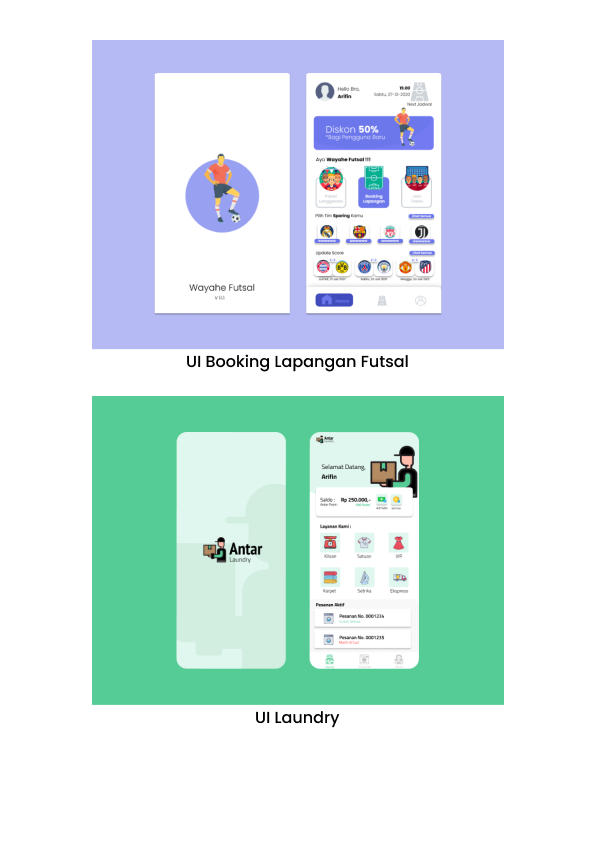 Hello Bro,
Arifin
15.00
Sabtu, 27-12-2020
Next Jadwal
Diskon 50%
*Bagi Pengguna Baru
Ayo Wayahe Futsal !!!
Booking
Lapangan
Pilih Tim Sparing Kamu
Update Score
Wayahe Futsal
UI Booking Lapangan Futsal
Antar
Selamat Datang,
Arifin
Saldo :
Rp 250.000,-
Antar Point
Layanan Kami :
Kiloan
Satuan
VIP
Karpet
Setrika
Ekspress
Pesanan Aktif
Pesanan No. 0001234
Pesanan No. 0001235
Antar
Laundry
UI Laundry